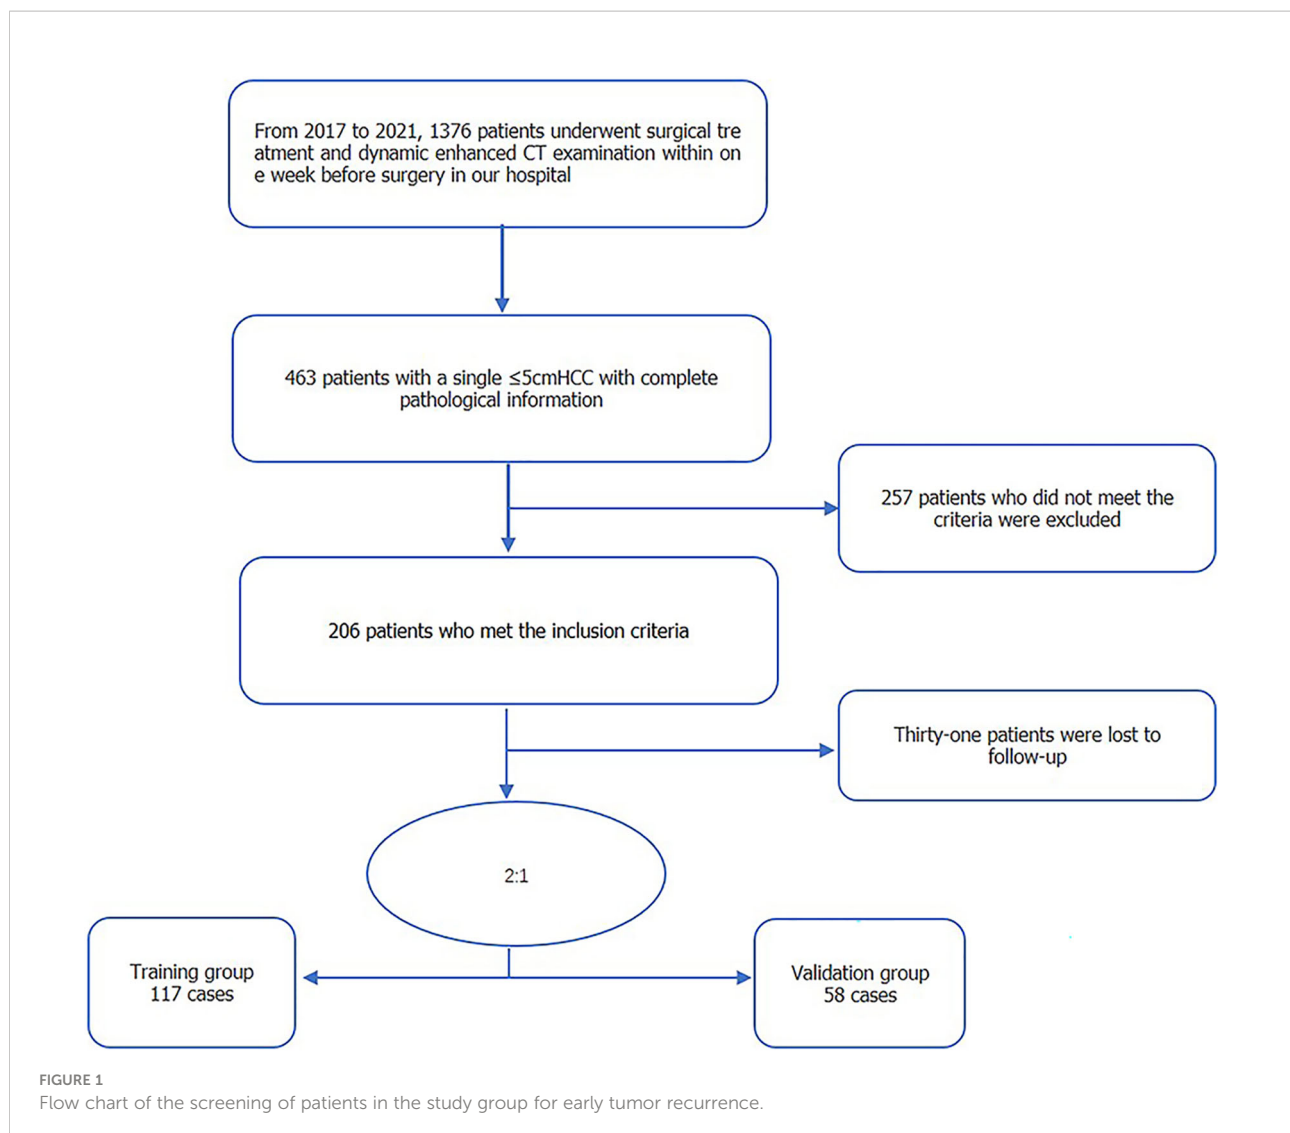 From 2017 to 2021, 1376 patients underwent surgical tre
atment and dynamic enhanced CT examination within on
e week before surgery in our hospital
463 patients with a single ≤5cmHCC with complete
pathological information
257 patients who did not meet the
criteria were excluded
206 patients who met the inclusion criteria
Thirty-one patients were lost to
follow-up
2:1
Training group
117 cases
Validation group
58 cases
FIGURE 1
Flow chart of the screening of patients in the study group for early tumor recurrence.